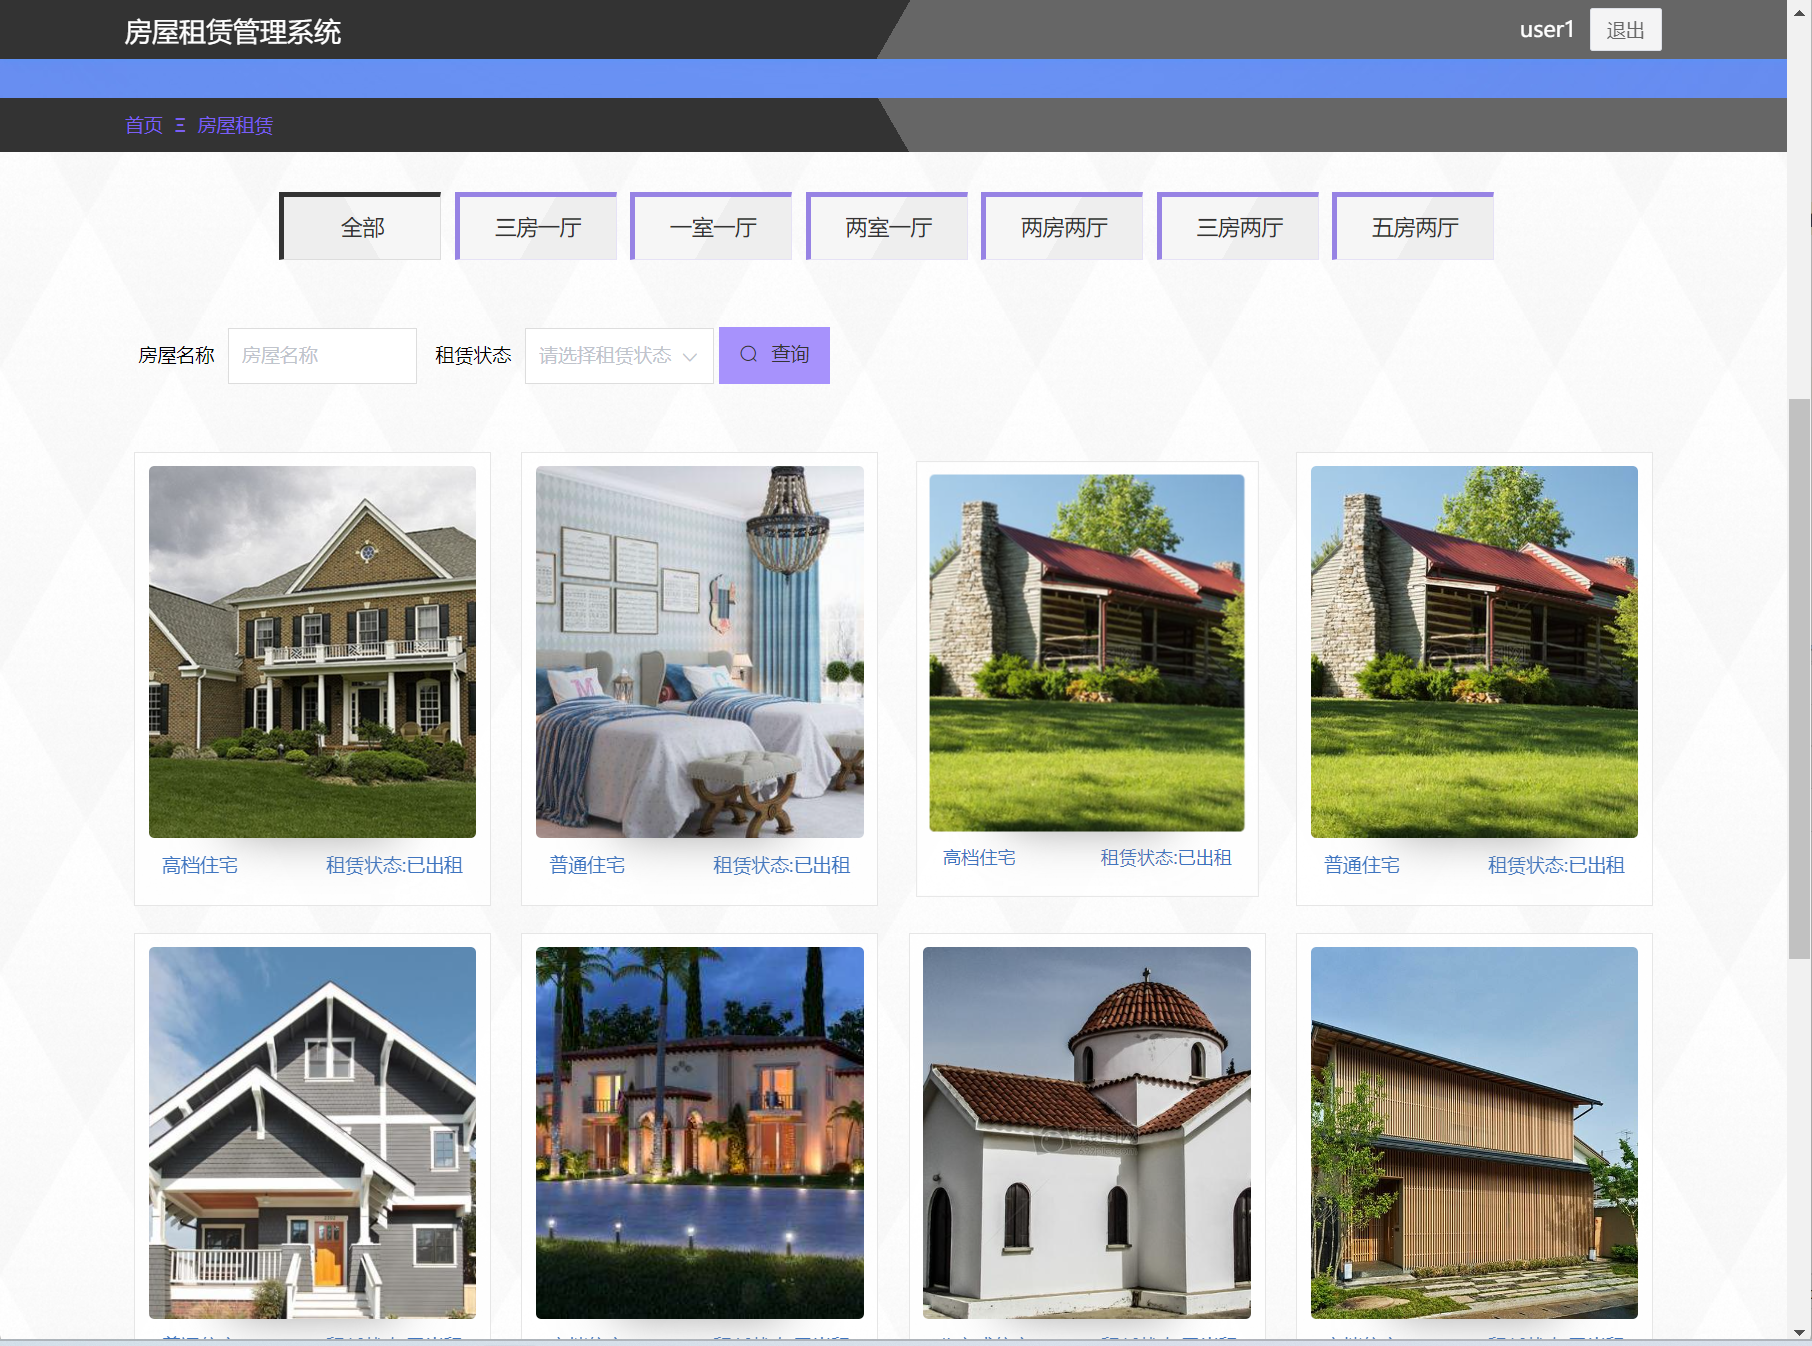 房屋租赁管理系统
user1 退出
首页 Ξ 房屋租赁
全部 三房一厅 一室一厅 两室一厅 两房两厅 三房两厅 五房两厅
房屋名称 房屋名称 租赁状态 请选择租赁状态 查询
高档住宅 租赁状态:已出租
普通住宅 租赁状态:已出租
高档住宅 租赁状态:已出租
普通住宅 租赁状态:已出租